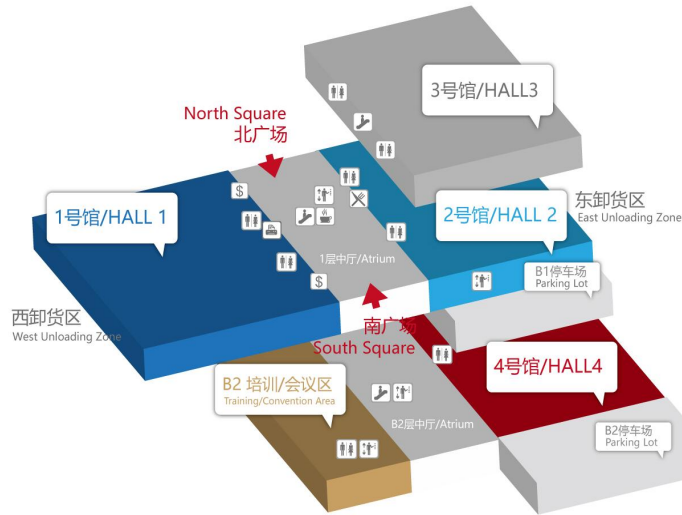 3号馆/HALL3
North Square
北广场
1号馆/HALL 1
$
2号馆/HALL 2
东卸货区
East Unloading Zone
1层中厅/Atrium
$
B1停车场
Parking Lot
西卸货区
West Unloading Zone
南广场
South Square
B2 培训/会议区
Training/Convention Area
4号馆/HALL4
B2层中厅/Atrium
B2停车场
Parking Lot